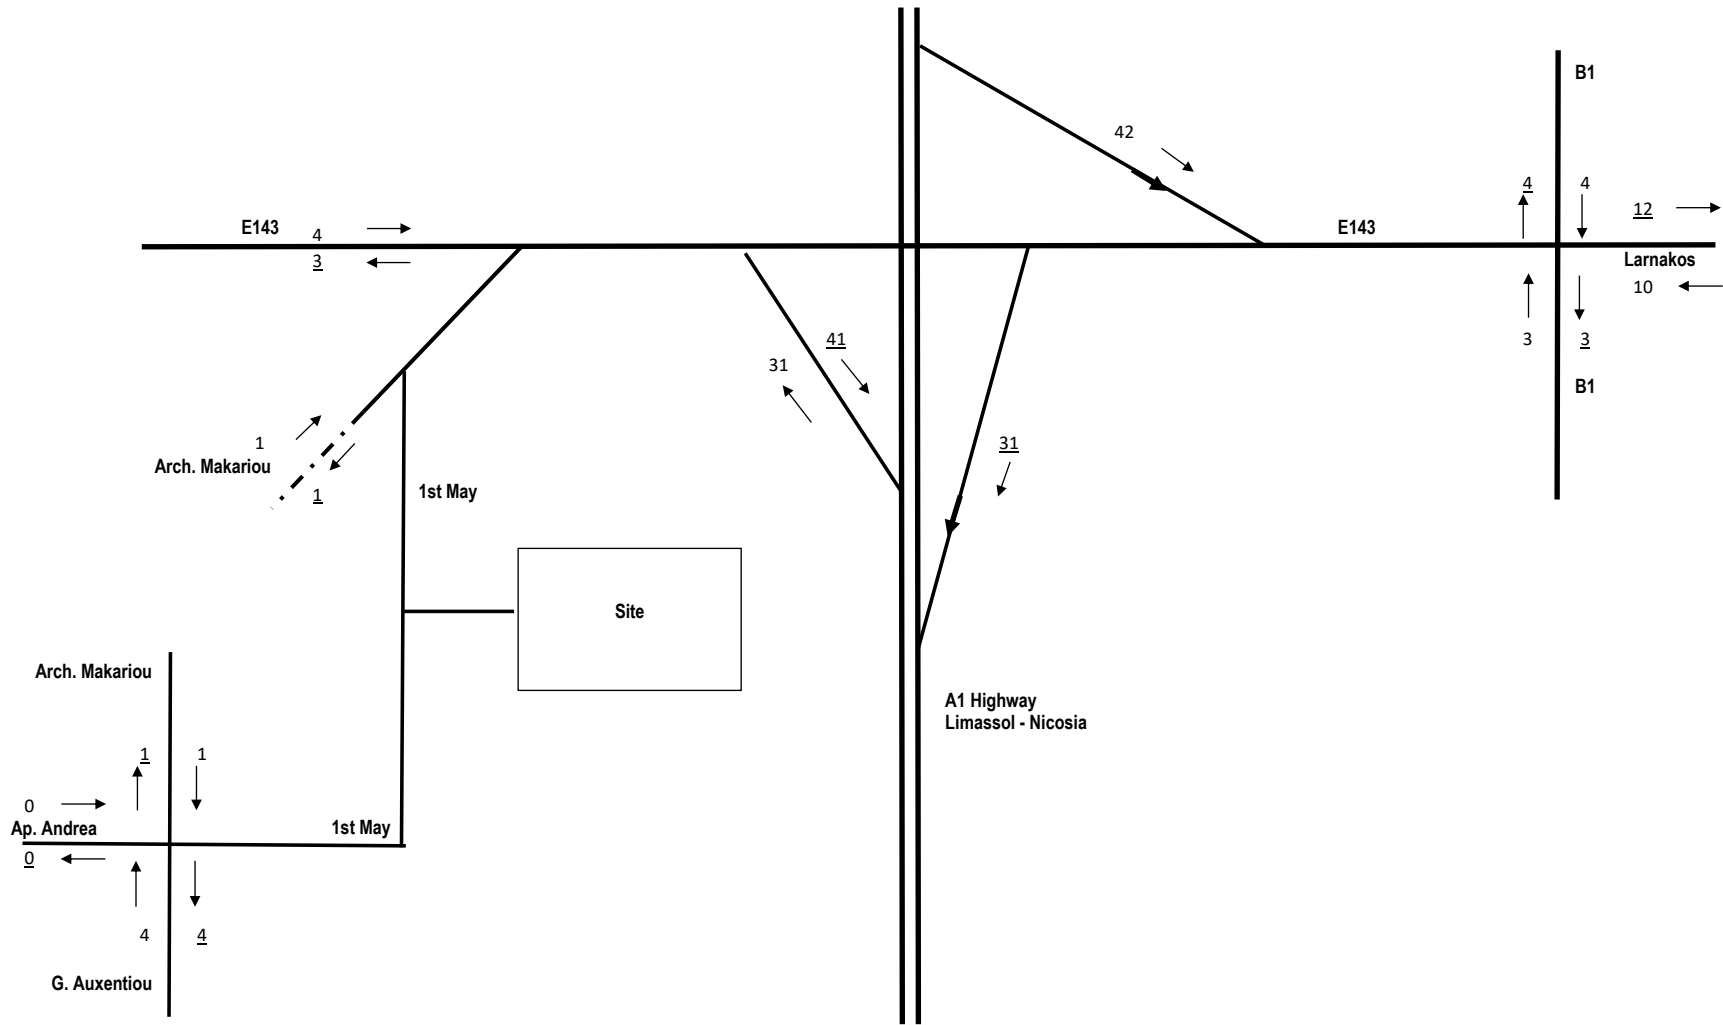 B1
42
4
4
12
E143
4
E143
3
Larnakos
10
41
3
3
31
B1
1
31
Arch. Makariou
1
1st May
Site
Arch. Makariou
A1 Highway
Limassol - Nicosia
1
1
0
Ap. Andrea
1st May
0
4
4
G. Auxentiou